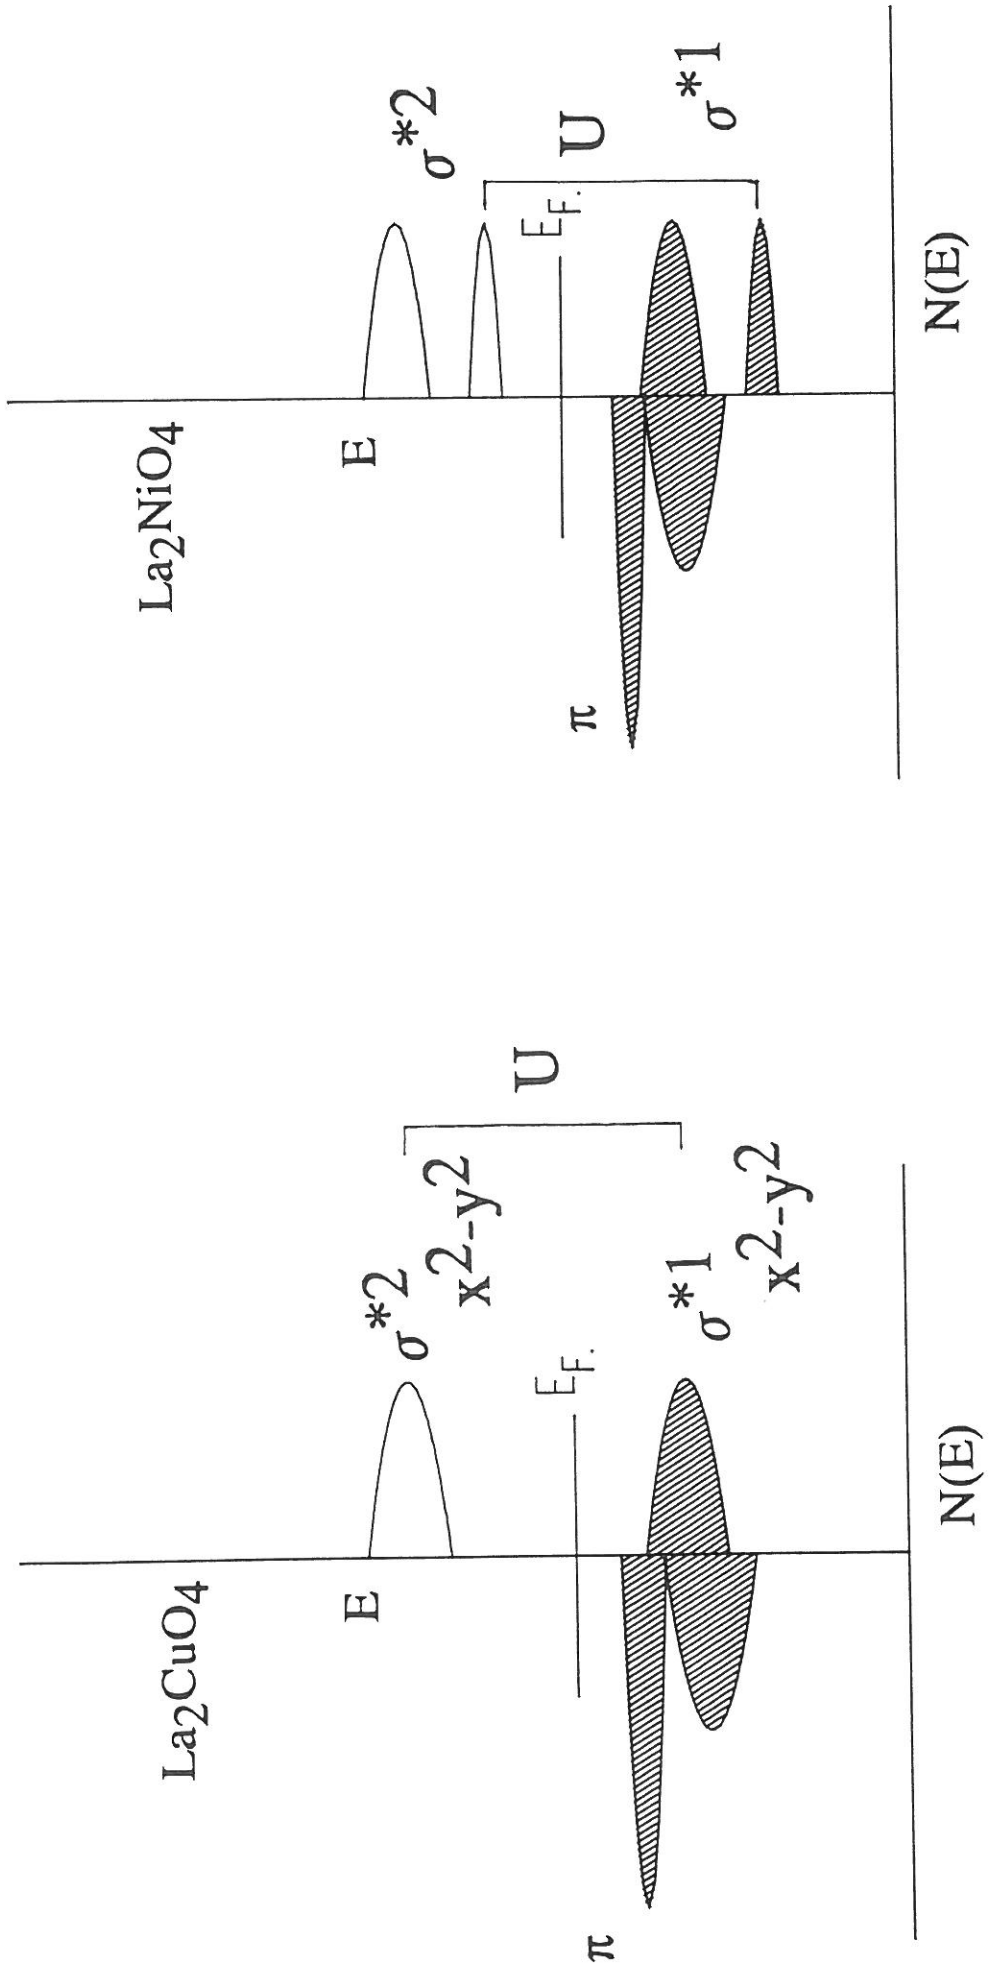 La2CuO4
E
σ*2
x2-y2
U
EF.
π
σ*1
x2-y2
N(E)
La2NiO4
E
σ*2
U
EF.
π
σ*1
N(E)